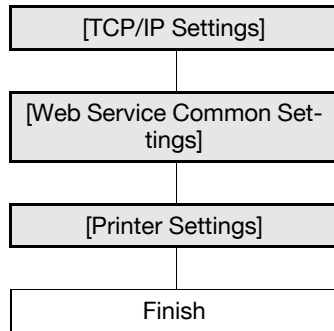 [TCP/IP Settings]
[Web Service Common Set-
tings]
[Printer Settings]
Finish